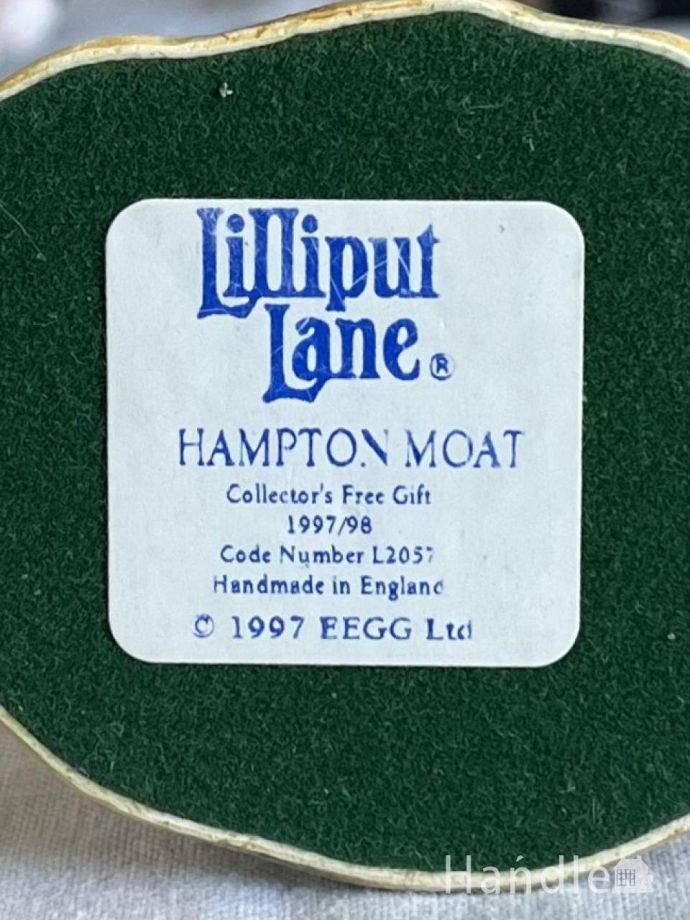 Lilliput
Lane®
HAMPTON MOAT
Collector's Free Gift
1997/98
Code Number L2057
Handmade in England
© 1997 EEGG Ltd
Handle